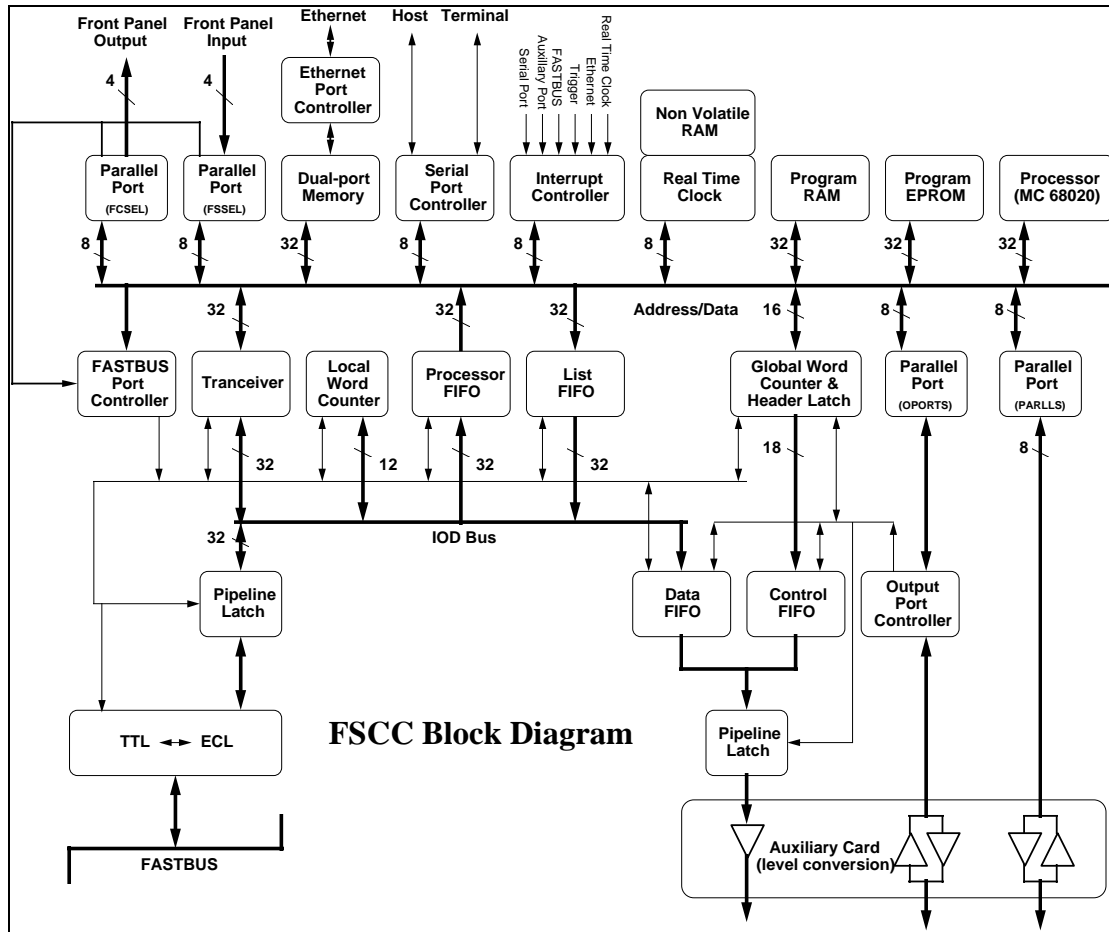 Front Panel
Output
Front Panel
Input
Ethernet
Host
Terminal
Serial Port
Auxillary Port
FASTBUS
Trigger
Ethernet
Real Time Clock
4
4
Ethernet
Port
Controller
Non Volatile
RAM
Parallel
Port
(FCSEL)
Parallel
Port
(FSSEL)
Dual-port
Memory
Serial
Port
Controller
Interrupt
Controller
Real Time
Clock
Program
RAM
Program
EPROM
Processor
(MC 68020)
8
8
32
8
8
8
32
32
32
Address/Data
32
32
32
16
8
8
FASTBUS
Port
Controller
Tranceiver
Local
Word
Counter
Processor
FIFO
List
FIFO
Global Word
Counter &
Header Latch
Parallel
Port
(OPORTS)
Parallel
Port
(PARLLS)
32
12
32
32
18
8
IOD Bus
32
Pipeline
Latch
Data
FIFO
Control
FIFO
Output
Port
Controller
TTL
ECL
FSCC Block Diagram
Pipeline
Latch
Auxiliary Card
(level conversion)
FASTBUS